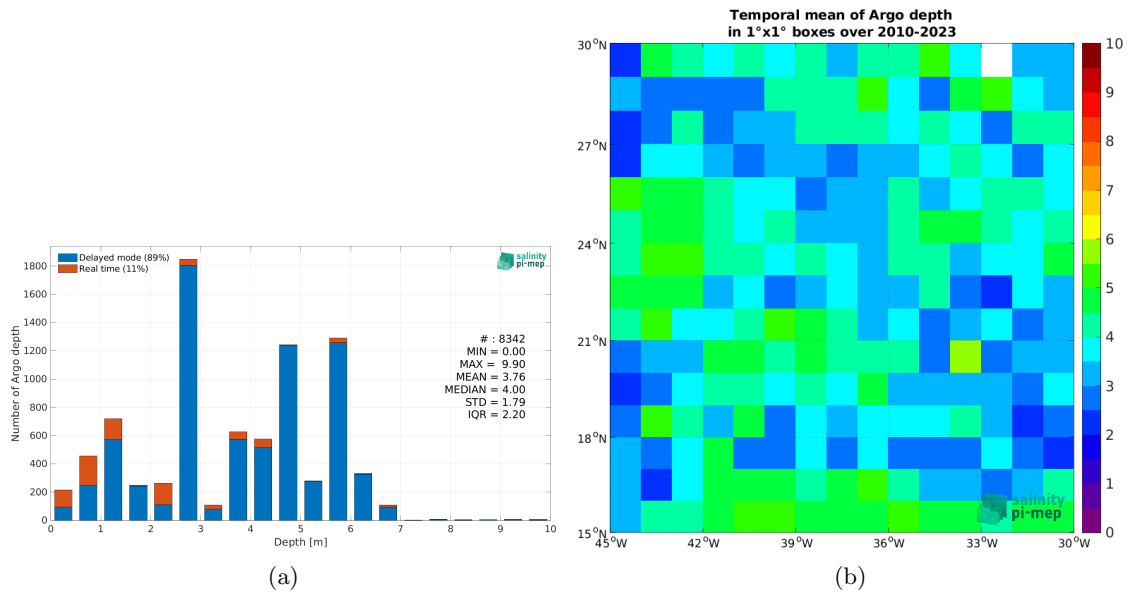 Delayed mode (89%)
Real time (11%)
salinity
pi-mep
1800
1600
1400
1200
1000
800
600
400
200
0
Number of Argo depth
# : 8342
MIN = 0.00
MAX = 9.90
MEAN = 3.76
MEDIAN = 4.00
STD = 1.79
IQR = 2.20
0 1 2 3 4 5 6 7 8 9 10
Depth [m]
(a)
Temporal mean of Argo depth
in 1°x1° boxes over 2010-2023
30°N
27°N
24°N
21°N
18°N
15°N
45°W 42°W 39°W 36°W 33°W 30°W
salinity
pi-mep
10
9
8
7
6
5
4
3
2
1
0
(b)